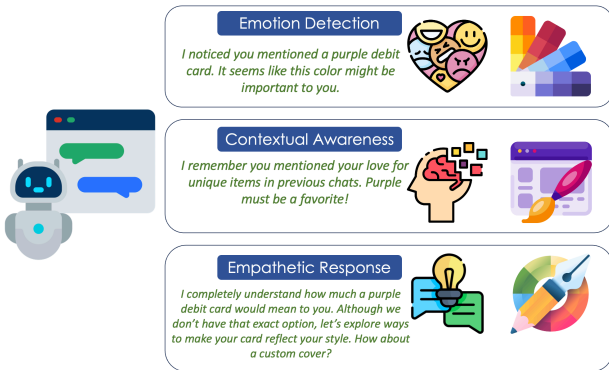 Emotion Detection
I noticed you mentioned a purple debit
card. It seems like this color might be
important to you.
Contextual Awareness
I remember you mentioned your love for
unique items in previous chats. Purple
must be a favorite!
Empathetic Response
I completely understand how much a purple
debit card would mean to you. Although we
don’t have that exact option, let’s explore ways
to make your card reflect your style. How about
a custom cover?